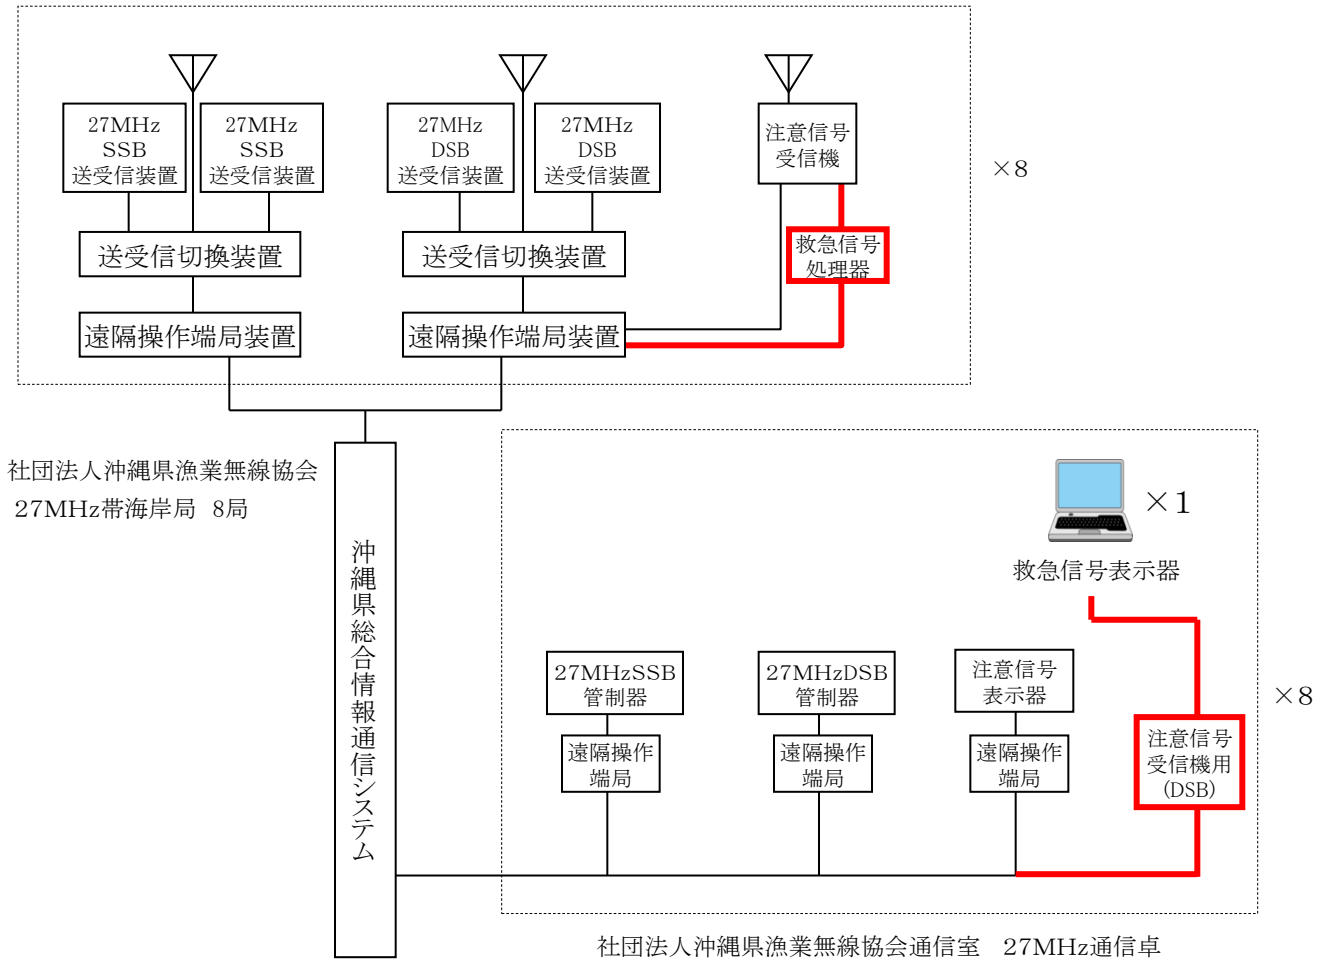 27MHz
SSB
送受信装置
27MHz
SSB
送受信装置
27MHz
DSB
送受信装置
27MHz
DSB
送受信装置
注意信号
受信機
×8
送受信切換装置
送受信切換装置
救急信号
処理器
遠隔操作端局装置
遠隔操作端局装置
社団法人沖縄県漁業無線協会
27MHz帯海岸局 8局
沖縄県総合情報通信システム
×1
救急信号表示器
27MHzSSB
管制器
27MHzDSB
管制器
注意信号
表示器
×8
遠隔操作
端局
遠隔操作
端局
遠隔操作
端局
注意信号
受信機用
(DSB)
社団法人沖縄県漁業無線協会通信室 27MHz通信卓